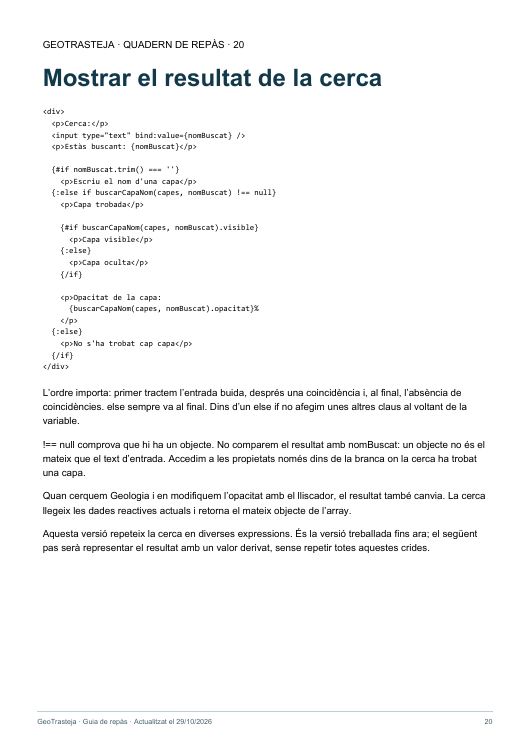 GEOTRASTEJA · QUADERN DE REPÀS · 20
Mostrar el resultat de la cerca
<div>
  <p>Cerca:</p>
  <input type="text" bind:value={nomBuscat} />
  <p>Estàs buscant: {nomBuscat}</p>

  {#if nomBuscat.trim() === ''}
    <p>Escriu el nom d'una capa</p>
  {:else if buscarCapaNom(capes, nomBuscat) !== null}
    <p>Capa trobada</p>

    {#if buscarCapaNom(capes, nomBuscat).visible}
      <p>Capa visible</p>
    {:else}
      <p>Capa oculta</p>
    {/if}

    <p>Opacitat de la capa:
      {buscarCapaNom(capes, nomBuscat).opacitat}%
    </p>
  {:else}
    <p>No s'ha trobat cap capa</p>
  {/if}
</div>
L’ordre importa: primer tractem l’entrada buida, després una coincidència i, al final, l’absència de
coincidències. else sempre va al final. Dins d’un else if no afegim unes altres claus al voltant de la
variable.
!== null comprova que hi ha un objecte. No comparem el resultat amb nomBuscat: un objecte no és el
mateix que el text d’entrada. Accedim a les propietats només dins de la branca on la cerca ha trobat
una capa.
Quan cerquem Geologia i en modifiquem l’opacitat amb el lliscador, el resultat també canvia. La cerca
llegeix les dades reactives actuals i retorna el mateix objecte de l’array.
Aquesta versió repeteix la cerca en diverses expressions. És la versió treballada fins ara; el següent
pas serà representar el resultat amb un valor derivat, sense repetir totes aquestes crides.
GeoTrasteja · Guia de repàs · Actualitzat el 29/10/2026
20